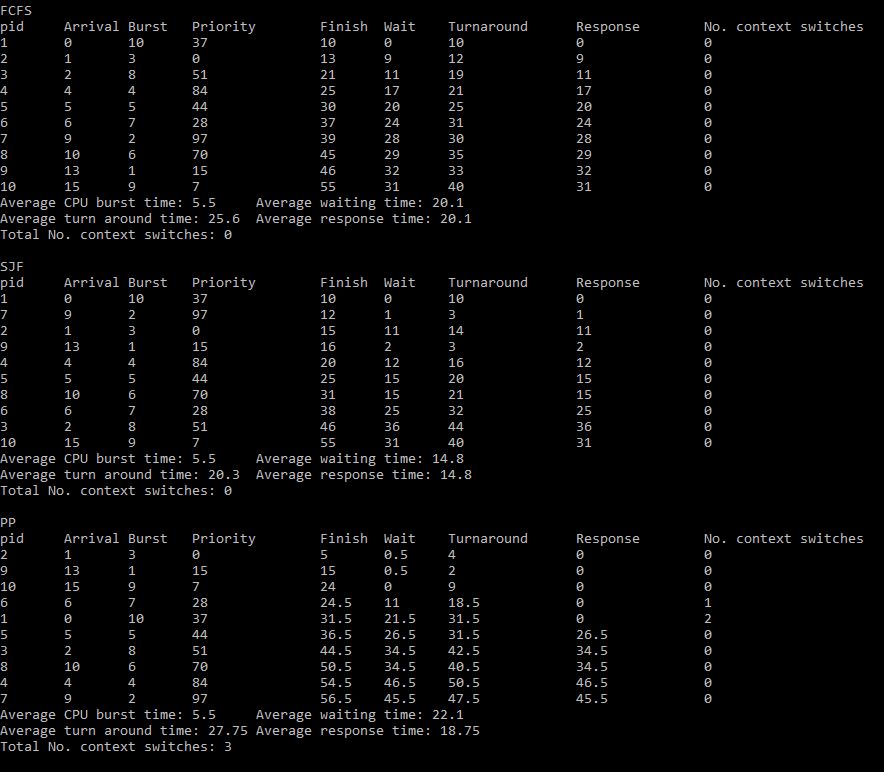 FCFS
pid Arrival Burst Priority Finish Wait Turnaround Response No. context switches
1 0 10 37 10 0 10 0 0
2 1 3 0 13 9 12 9 0
3 2 8 51 21 11 19 11 0
4 4 4 84 25 17 21 17 0
5 5 5 44 30 20 25 20 0
6 6 7 28 37 24 31 24 0
7 9 2 97 39 28 30 28 0
8 10 6 70 45 29 35 29 0
9 13 1 15 46 32 33 32 0
10 15 9 7 55 31 40 31 0
Average CPU burst time: 5.5 Average waiting time: 20.1
Average turn around time: 25.6 Average response time: 20.1
Total No. context switches: 0
SJF
pid Arrival Burst Priority Finish Wait Turnaround Response No. context switches
1 0 10 37 10 0 10 0 0
7 9 2 97 12 1 3 1 0
2 1 3 0 15 11 14 11 0
9 13 1 15 16 2 3 2 0
4 4 4 84 20 12 16 12 0
5 5 5 44 25 15 20 15 0
8 10 6 70 31 15 21 15 0
6 6 7 28 38 25 32 25 0
3 2 8 51 46 36 44 36 0
10 15 9 7 55 31 40 31 0
Average CPU burst time: 5.5 Average waiting time: 14.8
Average turn around time: 20.3 Average response time: 14.8
Total No. context switches: 0
PP
pid Arrival Burst Priority Finish Wait Turnaround Response No. context switches
2 1 3 0 5 0.5 4 0 0
9 13 1 15 15 0.5 2 0 0
10 15 9 7 24 0 9 0 0
6 6 7 28 24.5 11 18.5 0 1
1 0 10 37 31.5 21.5 31.5 0 2
5 5 5 44 36.5 26.5 31.5 26.5 0
3 2 8 51 44.5 34.5 42.5 34.5 0
8 10 6 70 50.5 34.5 40.5 34.5 0
4 4 4 84 54.5 46.5 50.5 46.5 0
7 9 2 97 56.5 45.5 47.5 45.5 0
Average CPU burst time: 5.5 Average waiting time: 22.1
Average turn around time: 27.75 Average response time: 18.75
Total No. context switches: 3